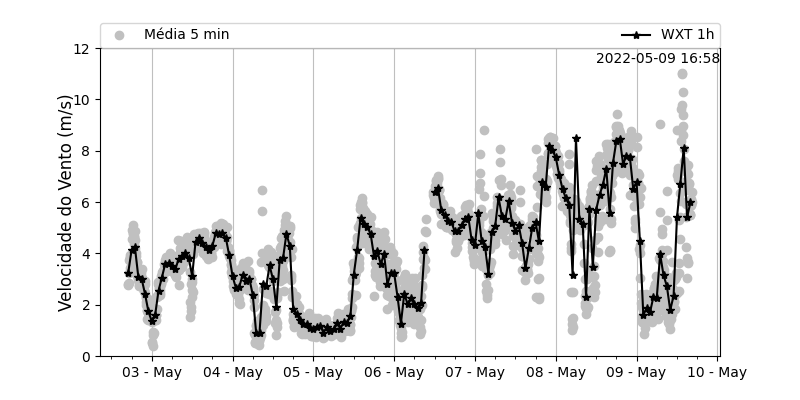 Média 5 min WXT 1h
2022-05-09 16:58
Velocidade do Vento (m/s)
12
10
8
6
4
2
0
03 - May 04 - May 05 - May 06 - May 07 - May 08 - May 09 - May 10 - May